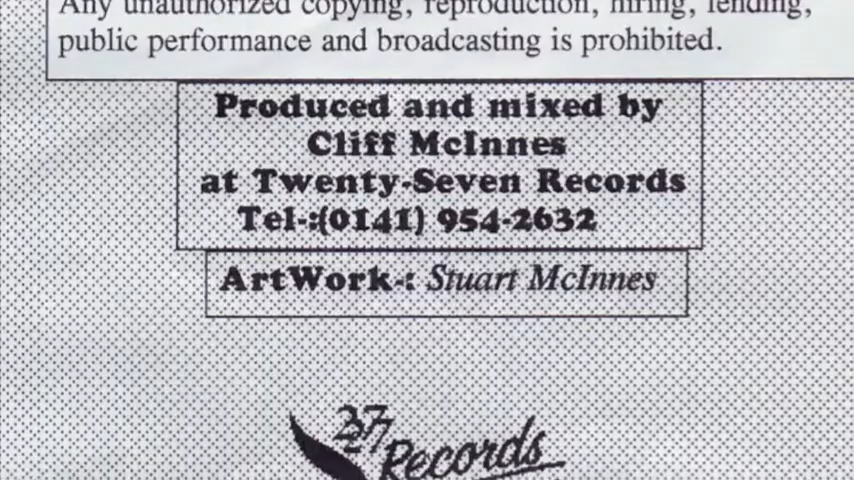 Any unauthorized copying, reproduction, hiring, lending,
public performance and broadcasting is prohibited.
Produced and mixed by
Cliff McInnes
at Twenty-Seven Records
Tel-:(0141) 954-2632
ArtWork-: Stuart McInnes
27
Records